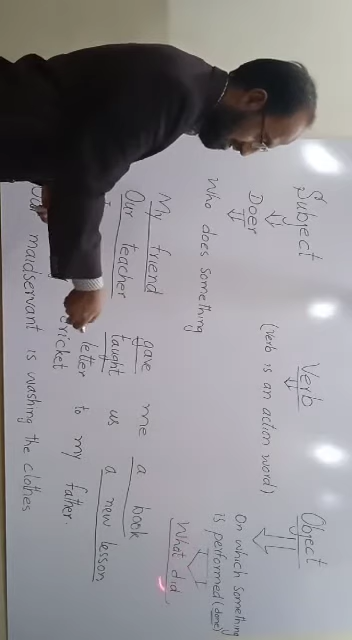 Subject Verb Object
Doer (verb is an action word) On which something
is performed (done)
Who does something What did
My friend gave me a book
Our teacher taught us a new lesson
letter to my father
cricket
Our maidservant is washing the clothes